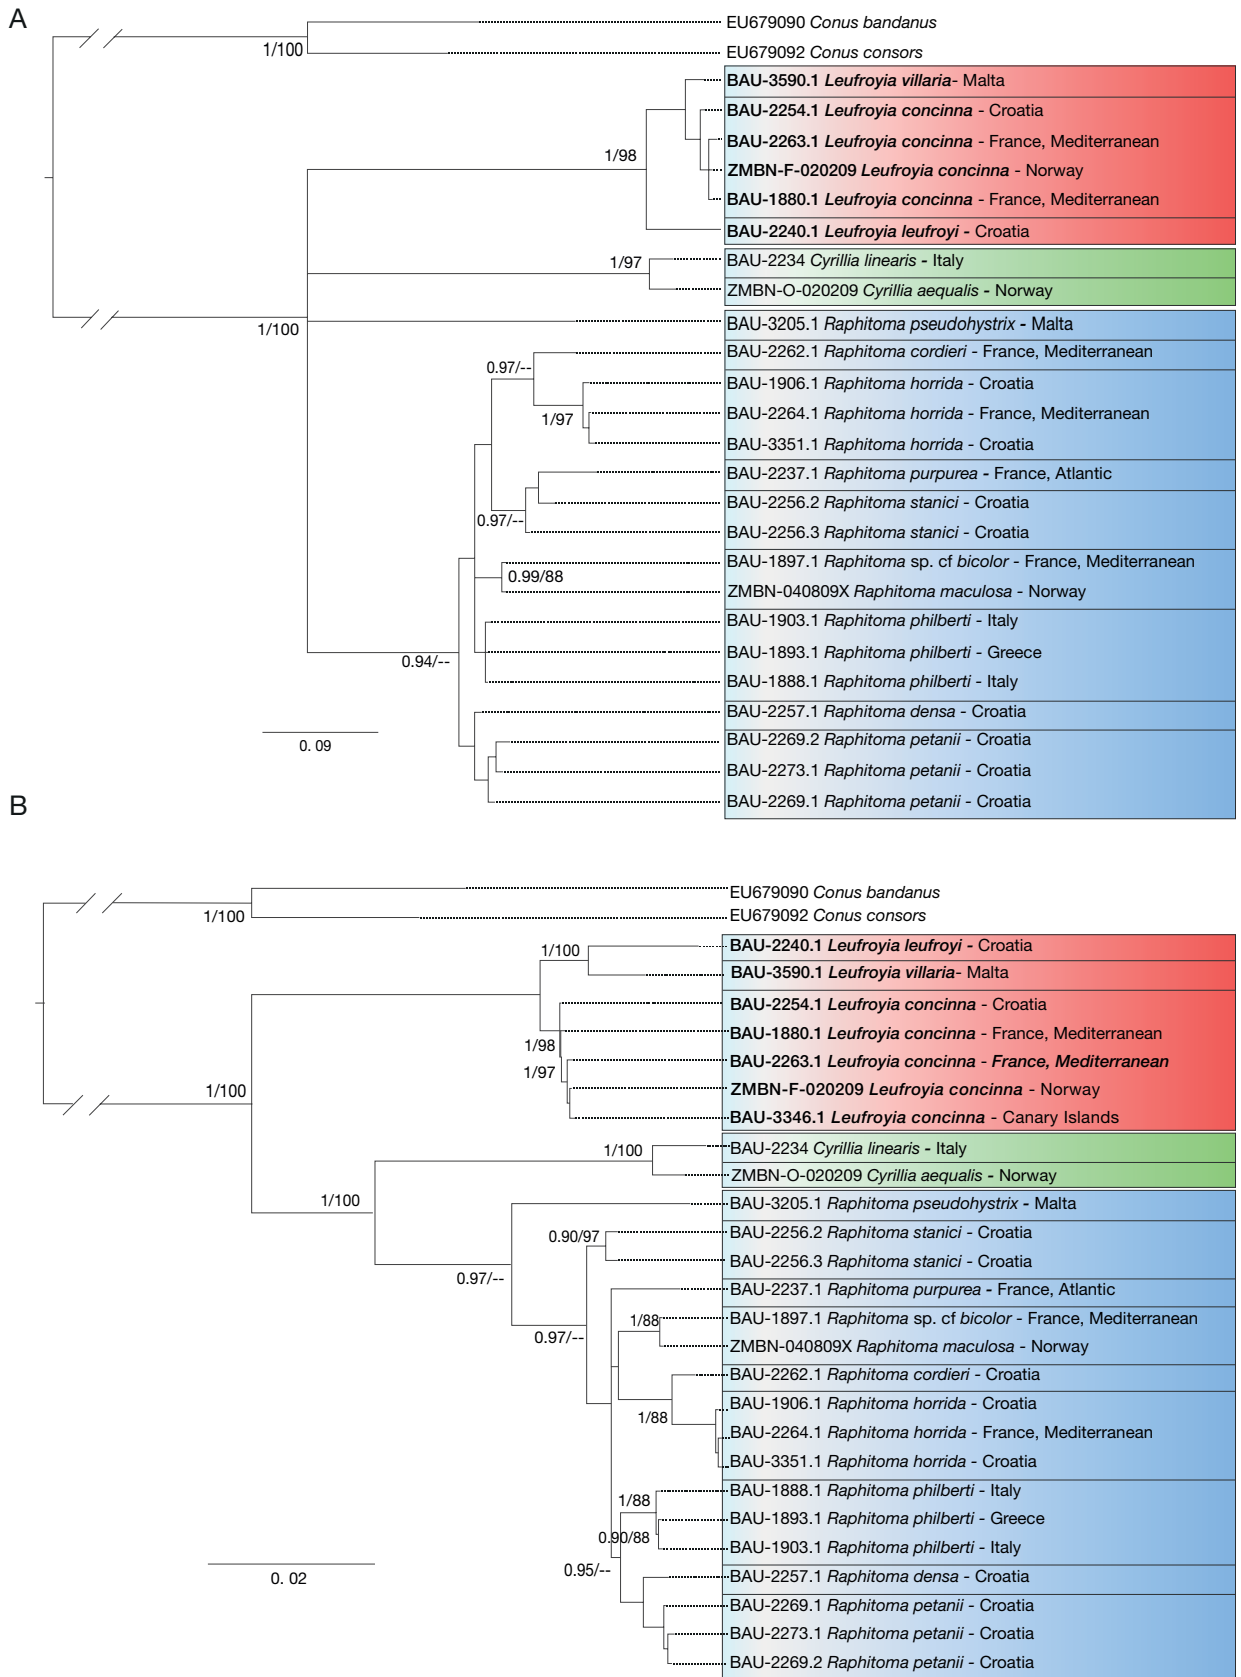 A
EU679090 Conus bandanus
1/100
EU679092 Conus consors
BAU-3590.1 Leufroyia villaria- Malta
BAU-2254.1 Leufroyia concinna - Croatia
BAU-2263.1 Leufroyia concinna - France, Mediterranean
1/98
ZMBN-F-020209 Leufroyia concinna - Norway
BAU-1880.1 Leufroyia concinna - France, Mediterranean
BAU-2240.1 Leufroyia leufroyi - Croatia
1/97
BAU-2234 Cyrillia linearis - Italy
ZMBN-O-020209 Cyrillia aequalis - Norway
1/100
BAU-3205.1 Raphitoma pseudohystrix - Malta
BAU-2262.1 Raphitoma cordieri - France, Mediterranean
0.97/--
BAU-1906.1 Raphitoma horrida - Croatia
1/97
BAU-2264.1 Raphitoma horrida - France, Mediterranean
BAU-3351.1 Raphitoma horrida - Croatia
BAU-2237.1 Raphitoma purpurea - France, Atlantic
BAU-2256.2 Raphitoma stanici - Croatia
0.97/--
BAU-2256.3 Raphitoma stanici - Croatia
BAU-1897.1 Raphitoma sp. cf bicolor - France, Mediterranean
0.99/88
ZMBN-040809X Raphitoma maculosa - Norway
BAU-1903.1 Raphitoma philberti - Italy
BAU-1893.1 Raphitoma philberti - Greece
0.94/--
BAU-1888.1 Raphitoma philberti - Italy
BAU-2257.1 Raphitoma densa - Croatia
BAU-2269.2 Raphitoma petanii - Croatia
0. 09
BAU-2273.1 Raphitoma petanii - Croatia
BAU-2269.1 Raphitoma petanii - Croatia
B
EU679090 Conus bandanus
1/100
EU679092 Conus consors
1/100
BAU-2240.1 Leufroyia leufroyi - Croatia
BAU-3590.1 Leufroyia villaria- Malta
BAU-2254.1 Leufroyia concinna - Croatia
BAU-1880.1 Leufroyia concinna - France, Mediterranean
1/98
BAU-2263.1 Leufroyia concinna - France, Mediterranean
1/97
1/100
ZMBN-F-020209 Leufroyia concinna - Norway
BAU-3346.1 Leufroyia concinna - Canary Islands
1/100
BAU-2234 Cyrillia linearis - Italy
ZMBN-O-020209 Cyrillia aequalis - Norway
1/100
BAU-3205.1 Raphitoma pseudohystrix - Malta
0.90/97
BAU-2256.2 Raphitoma stanici - Croatia
BAU-2256.3 Raphitoma stanici - Croatia
0.97/--
BAU-2237.1 Raphitoma purpurea - France, Atlantic
1/88
BAU-1897.1 Raphitoma sp. cf bicolor - France, Mediterranean
0.97/--
ZMBN-040809X Raphitoma maculosa - Norway
BAU-2262.1 Raphitoma cordieri - Croatia
BAU-1906.1 Raphitoma horrida - Croatia
1/88
BAU-2264.1 Raphitoma horrida - France, Mediterranean
BAU-3351.1 Raphitoma horrida - Croatia
BAU-1888.1 Raphitoma philberti - Italy
1/88
BAU-1893.1 Raphitoma philberti - Greece
0.90/88
BAU-1903.1 Raphitoma philberti - Italy
0.95/--
0. 02
BAU-2257.1 Raphitoma densa - Croatia
BAU-2269.1 Raphitoma petanii - Croatia
BAU-2273.1 Raphitoma petanii - Croatia
BAU-2269.2 Raphitoma petanii - Croatia